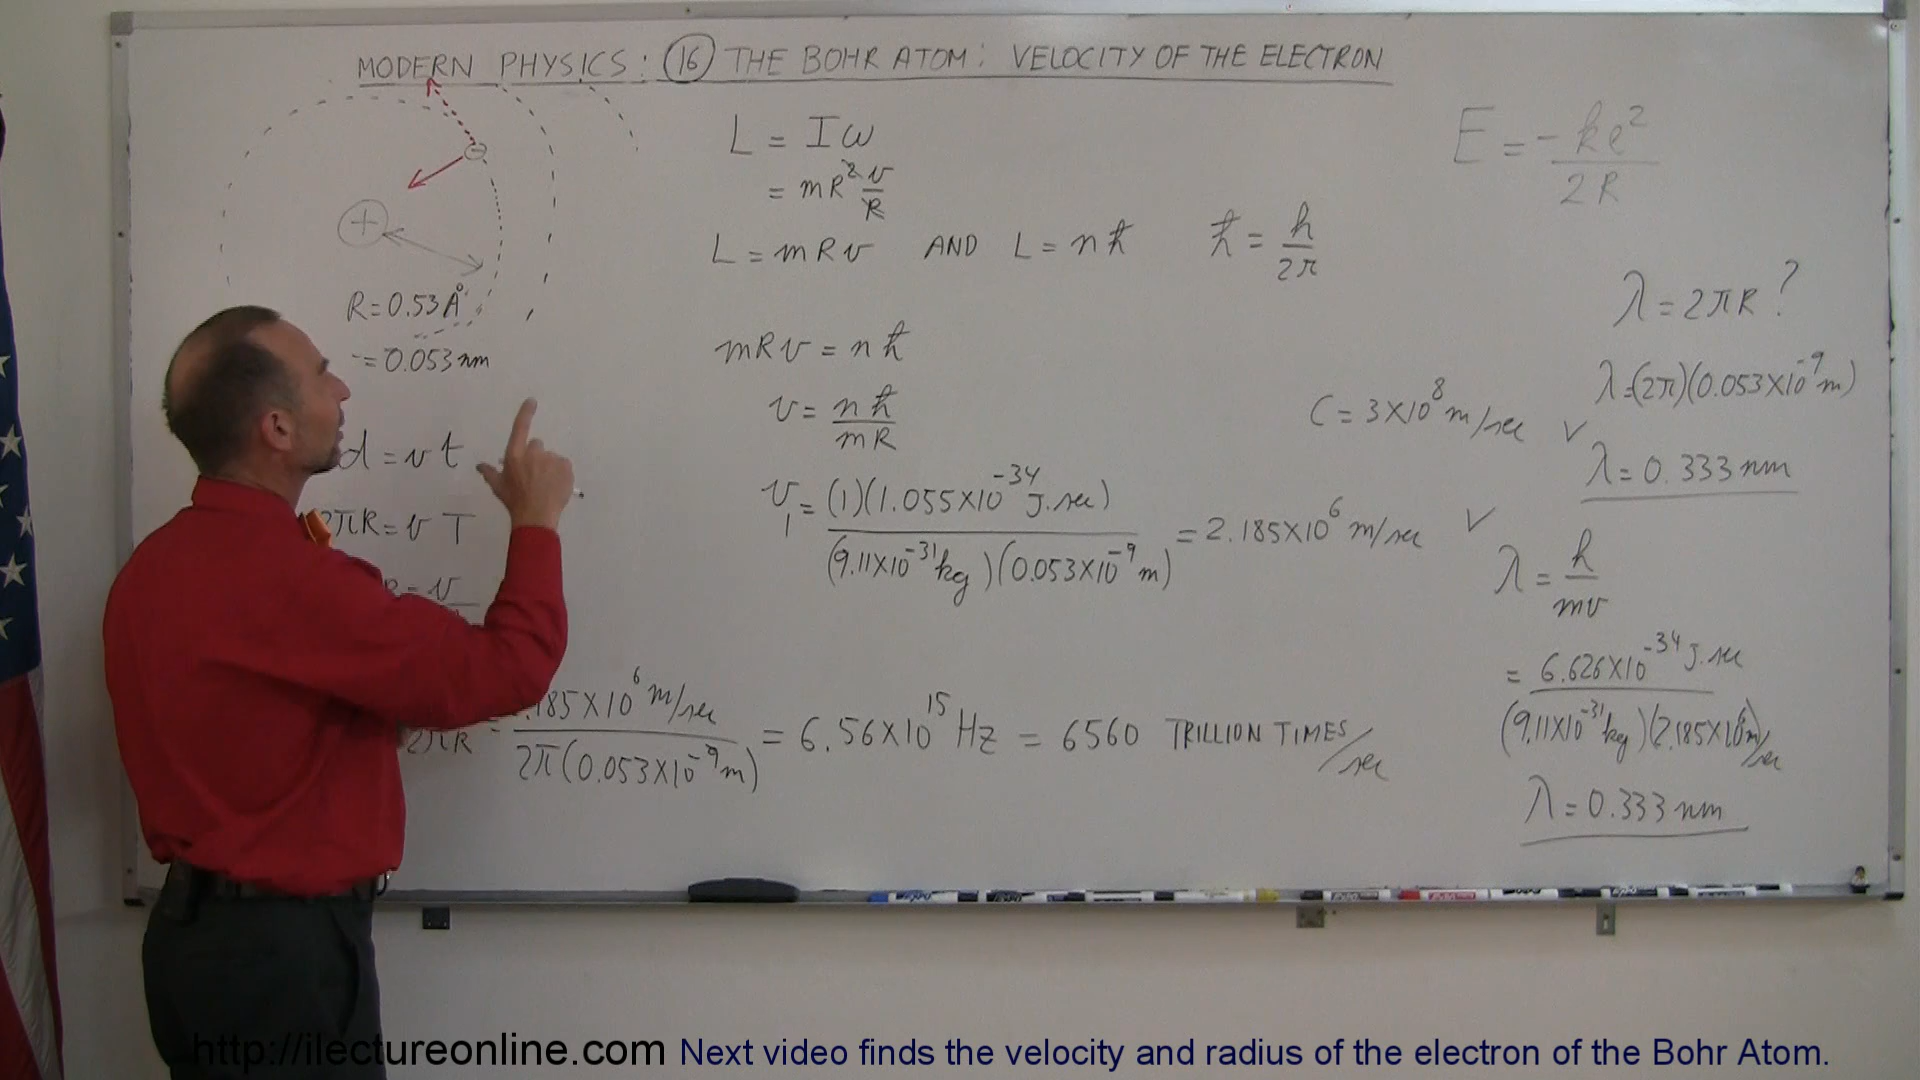 MODERN PHYSICS: 16 THE BOHR ATOM: VELOCITY OF THE ELECTRON
−
+
R = 0.53 Å
= 0.053 nm
d = v t
2πR = v T
R = v
2πR
.185×10⁶ m/sec / 2π(0.053×10⁻⁹ m) = 6.56×10¹⁵ Hz = 6560 TRILLION TIMES/sec
L = Iω
= mR² v/R
L = mRv AND L = nħ ħ = h/2π
mRv = nħ
v = nħ/mR
v₁ = (1)(1.055×10⁻³⁴ J.sec) / (9.11×10⁻³¹ kg)(0.053×10⁻⁹ m) = 2.185×10⁶ m/sec ✓
C = 3×10⁸ m/sec ✓
E = −ke²/2R
λ = 2πR ?
λ = (2π)(0.053×10⁻⁹ m)
λ = 0.333 nm
λ = h/mv
= 6.626×10⁻³⁴ J.sec / (9.11×10⁻³¹ kg)(2.185×10⁶ m/sec
λ = 0.333 nm
http://ilectureonline.com Next video finds the velocity and radius of the electron of the Bohr Atom.